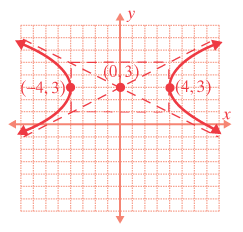 y
(0, 3)
(−4, 3)
(4, 3)
x